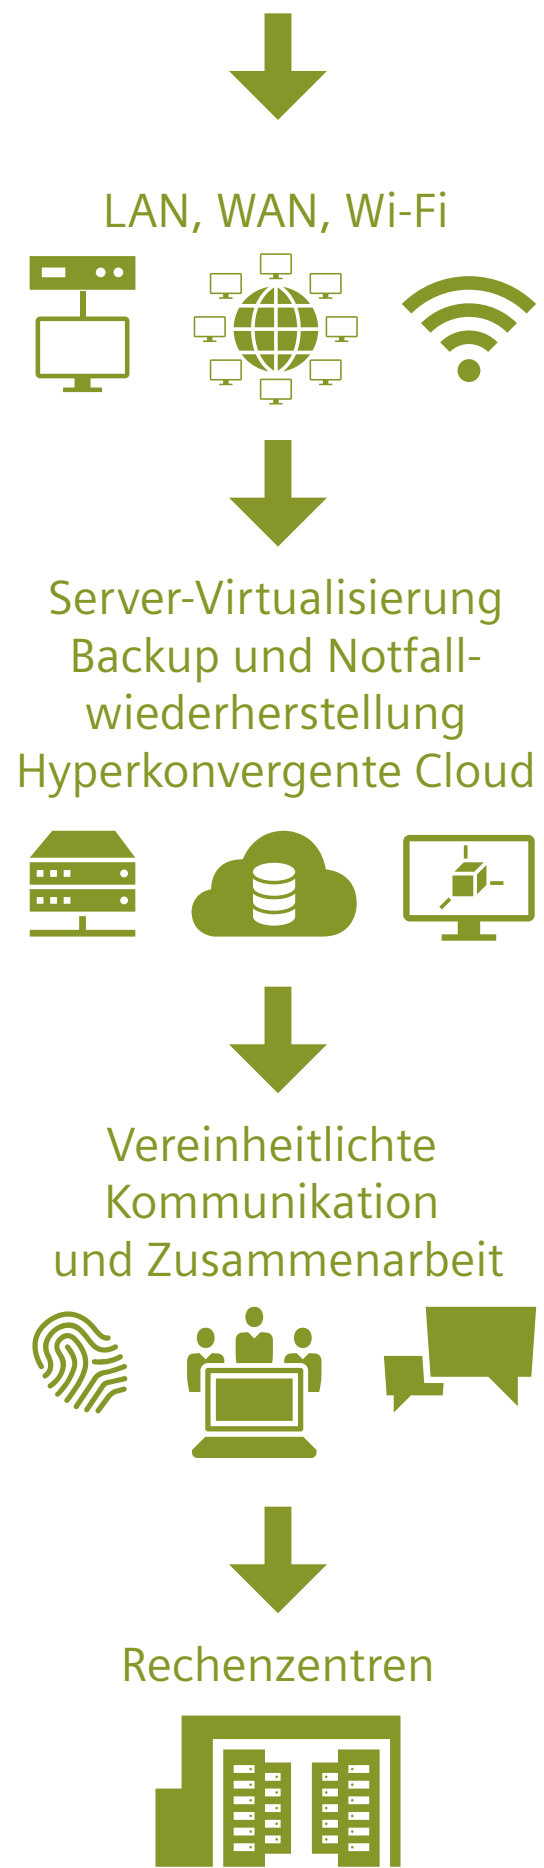 LAN, WAN, Wi-Fi
Server-Virtualisierung
Backup und Notfall-
wiederherstellung
Hyperkonvergente Cloud
Vereinheitlichte
Kommunikation
und Zusammenarbeit
Rechenzentren